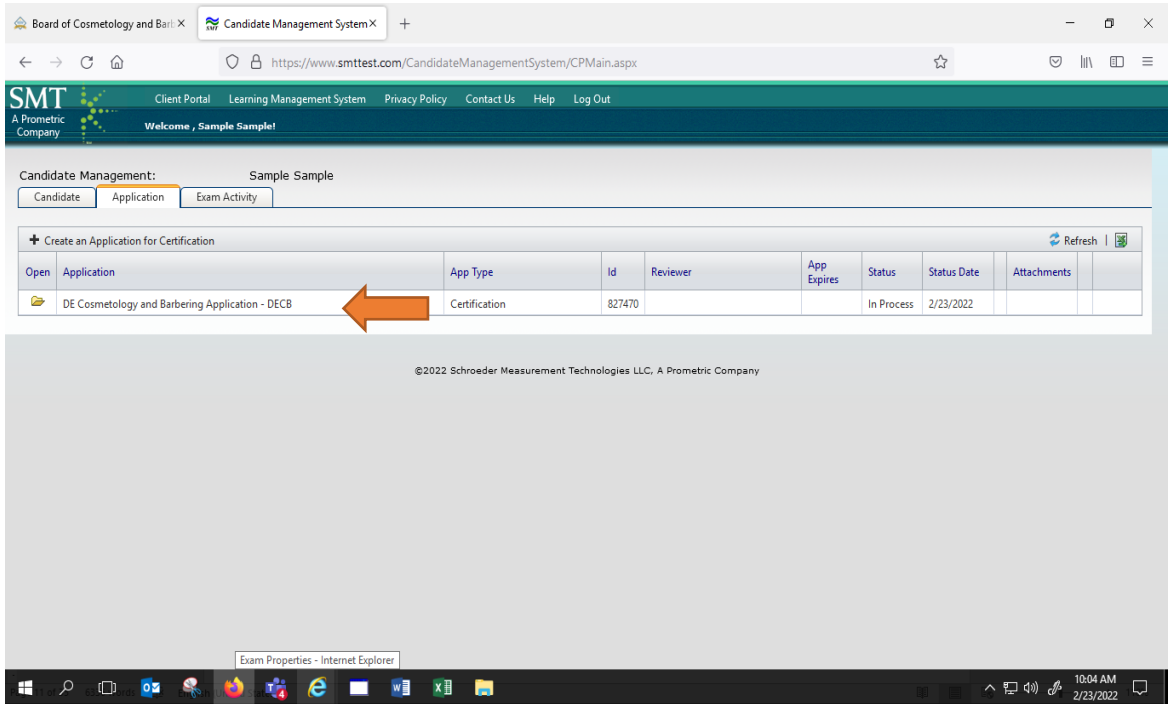 Board of Cosmetology and Barb
SMT Candidate Management System
https://www.smttest.com/CandidateManagementSystem/CPMain.aspx
SMT
A Prometric
Company
Client Portal Learning Management System Privacy Policy Contact Us Help Log Out
Welcome , Sample Sample!
Candidate Management: Sample Sample
Candidate Application Exam Activity
Create an Application for Certification Refresh |
Open Application App Type Id Reviewer App Expires Status Status Date Attachments
DE Cosmetology and Barbering Application - DECB Certification 827470 In Process 2/23/2022
©2022 Schroeder Measurement Technologies LLC, A Prometric Company
Exam Properties - Internet Explorer
4
10:04 AM
2/23/2022